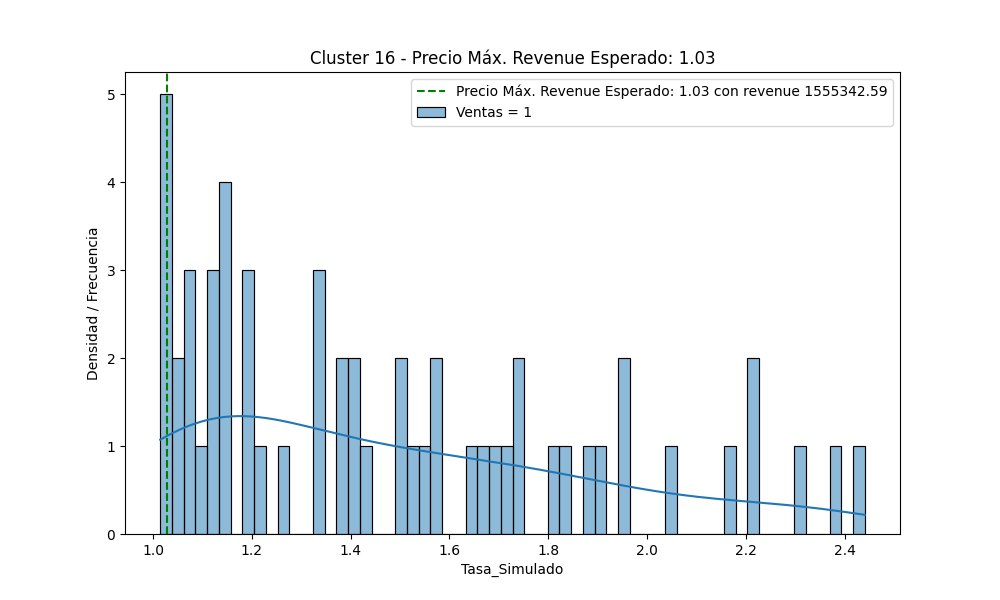 Cluster 16 - Precio Máx. Revenue Esperado: 1.03
Precio Máx. Revenue Esperado: 1.03 con revenue 1555342.59
Ventas = 1
Densidad / Frecuencia
5
4
3
2
1
0
1.0 1.2 1.4 1.6 1.8 2.0 2.2 2.4
Tasa_Simulado